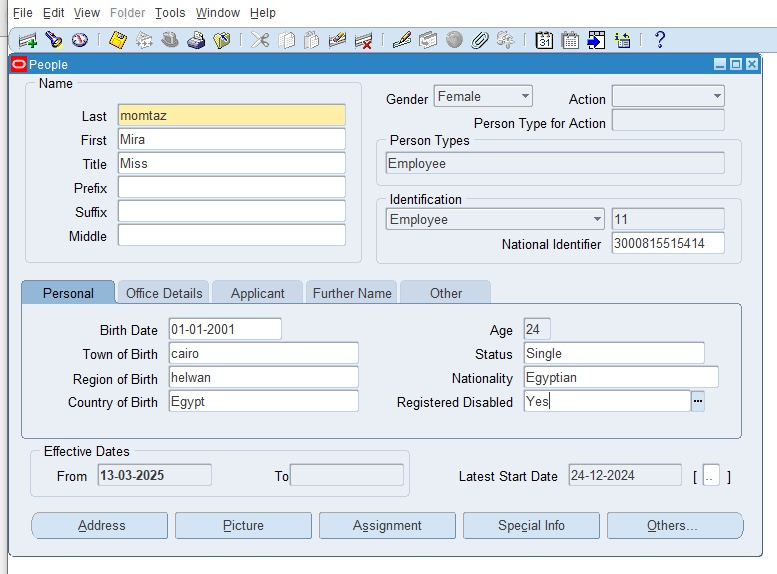 File Edit View Folder Tools Window Help
People
Name
Last momtaz
First Mira
Title Miss
Prefix
Suffix
Middle
Gender Female Action
Person Type for Action
Person Types
Employee
Identification
Employee 11
National Identifier 3000815515414
Personal Office Details Applicant Further Name Other
Birth Date 01-01-2001 Age 24
Town of Birth cairo Status Single
Region of Birth helwan Nationality Egyptian
Country of Birth Egypt Registered Disabled Yes
Effective Dates
From 13-03-2025 To Latest Start Date 24-12-2024 [ .. ]
Address Picture Assignment Special Info Others...